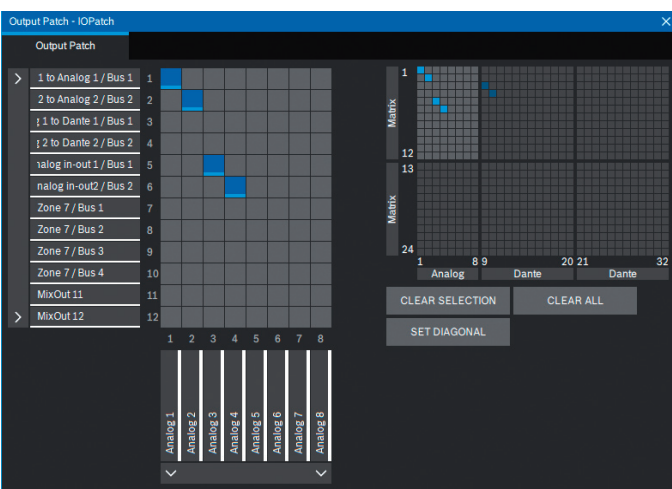 Output Patch - IOPatch
Output Patch
1 to Analog 1 / Bus 1 1
2 to Analog 2 / Bus 2 2
1 to Dante 1 / Bus 1 3
2 to Dante 2 / Bus 2 4
nalog in-out 1 / Bus 1 5
nalog in-out2 / Bus 2 6
Zone 7 / Bus 1 7
Zone 7 / Bus 2 8
Zone 7 / Bus 3 9
Zone 7 / Bus 4 10
MixOut 11 11
MixOut 12 12
1 2 3 4 5 6 7 8
Analog 1
Analog 2
Analog 3
Analog 4
Analog 5
Analog 6
Analog 7
Analog 8
1
Matrix
12
13
Matrix
24
1 8 9 20 21 32
Analog Dante Dante
CLEAR SELECTION CLEAR ALL
SET DIAGONAL